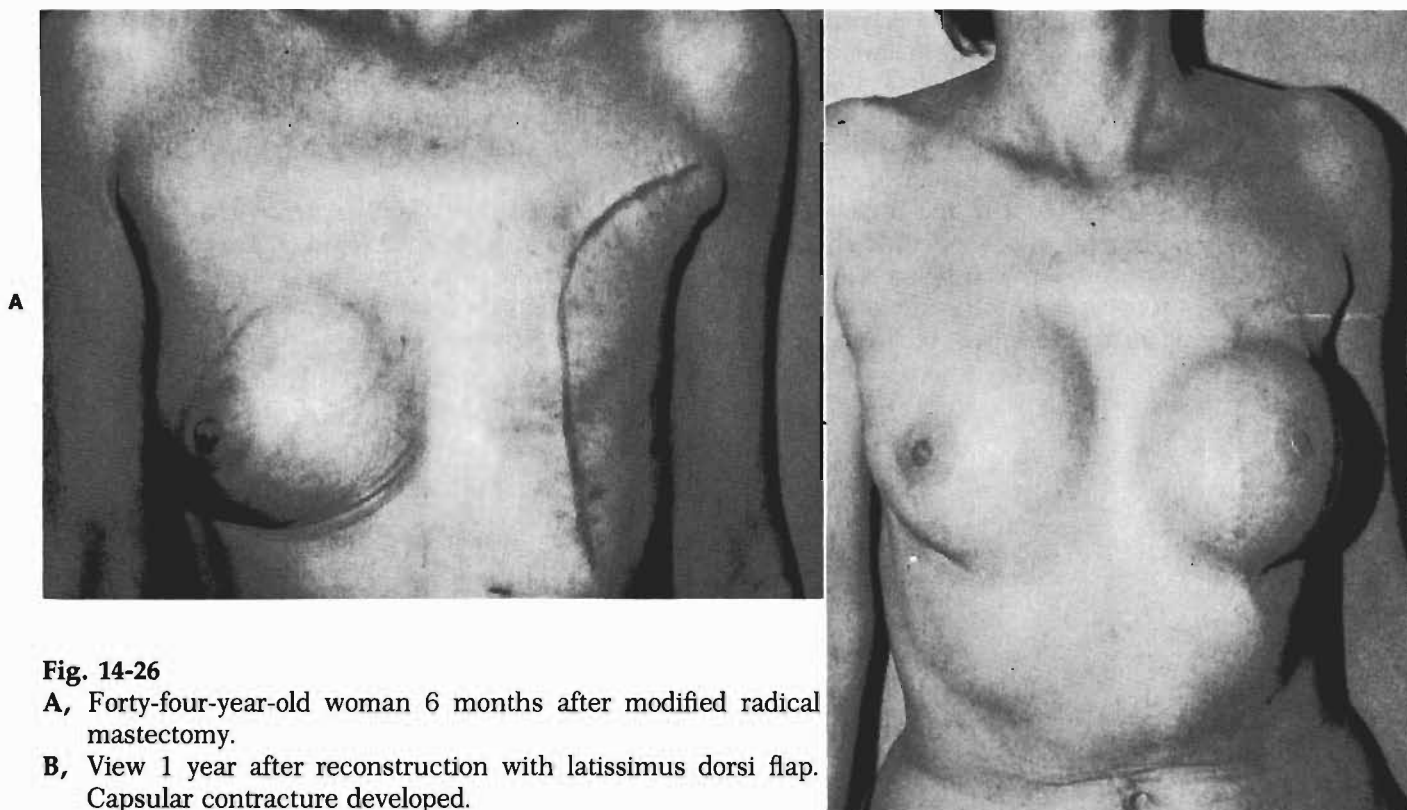 A
Fig. 14-26
A, Forty-four-year-old woman 6 months after modified radical
mastectomy.
B, View 1 year after reconstruction with latissimus dorsi flap.
Capsular contracture developed.